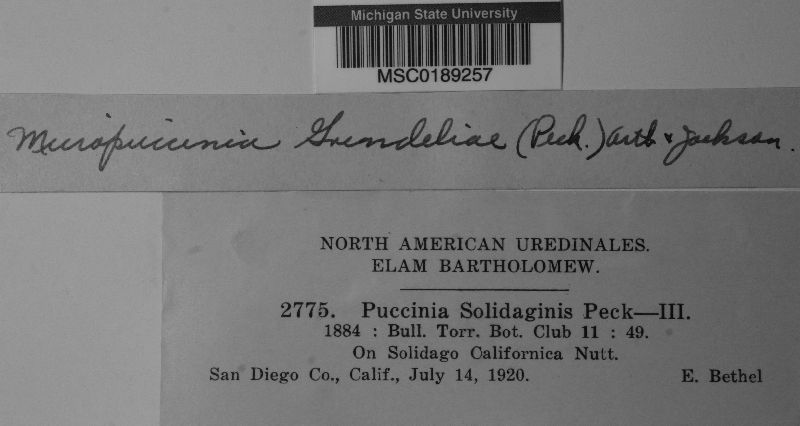 Michigan State University
MSC0189257
Micropuccinia Grindeliae (Peck.) Arth & Jackson.
NORTH AMERICAN UREDINALES.
ELAM BARTHOLOMEW.
2775. Puccinia Solidaginis Peck—III.
1884 : Bull. Torr. Bot. Club 11 : 49.
On Solidago Californica Nutt.
San Diego Co., Calif., July 14, 1920. E. Bethel